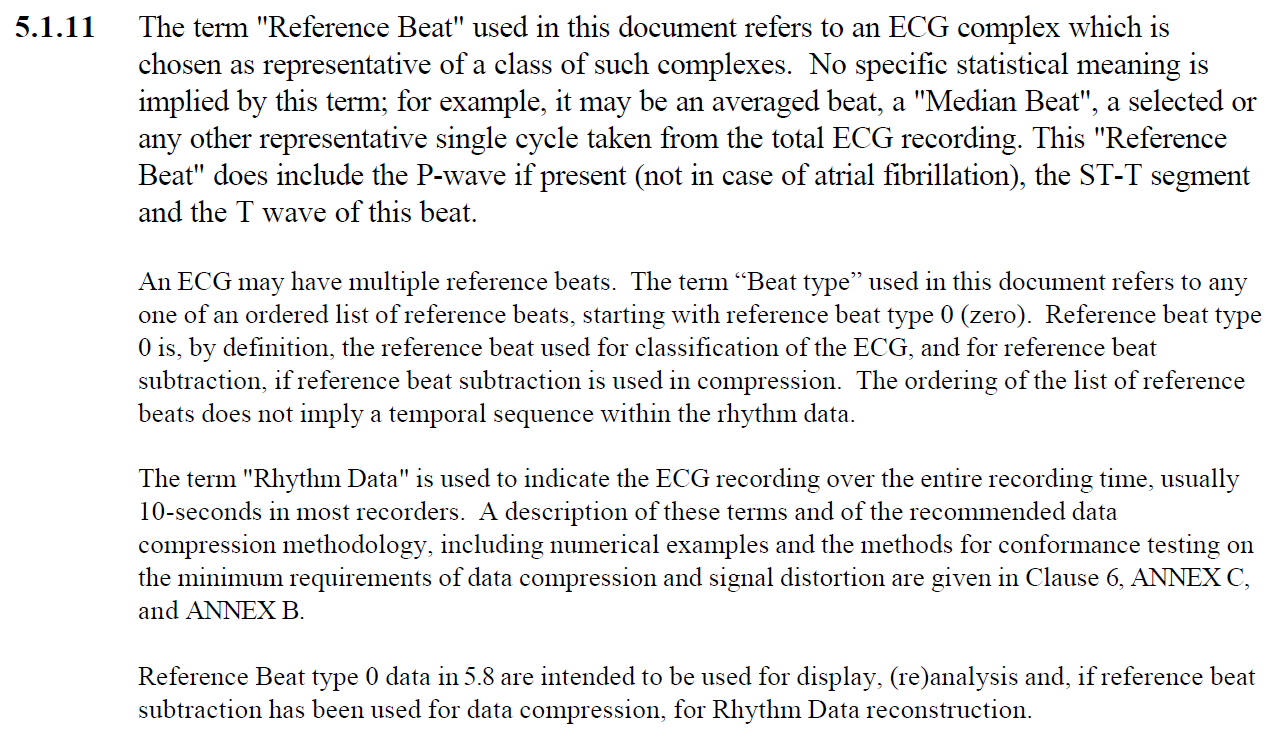 5.1.11 The term "Reference Beat" used in this document refers to an ECG complex which is
chosen as representative of a class of such complexes.  No specific statistical meaning is
implied by this term; for example, it may be an averaged beat, a "Median Beat", a selected or
any other representative single cycle taken from the total ECG recording. This "Reference
Beat" does include the P-wave if present (not in case of atrial fibrillation), the ST-T segment
and the T wave of this beat.
An ECG may have multiple reference beats.  The term “Beat type” used in this document refers to any
one of an ordered list of reference beats, starting with reference beat type 0 (zero).  Reference beat type
0 is, by definition, the reference beat used for classification of the ECG, and for reference beat
subtraction, if reference beat subtraction is used in compression.  The ordering of the list of reference
beats does not imply a temporal sequence within the rhythm data.
The term "Rhythm Data" is used to indicate the ECG recording over the entire recording time, usually
10-seconds in most recorders.  A description of these terms and of the recommended data
compression methodology, including numerical examples and the methods for conformance testing on
the minimum requirements of data compression and signal distortion are given in Clause 6, ANNEX C,
and ANNEX B.
Reference Beat type 0 data in 5.8 are intended to be used for display, (re)analysis and, if reference beat
subtraction has been used for data compression, for Rhythm Data reconstruction.